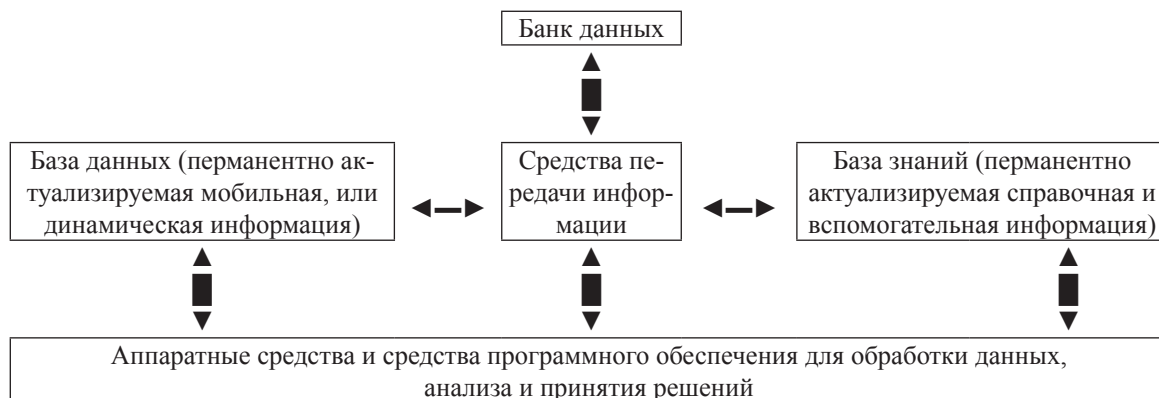 Банк данных
База данных (перманентно ак-
туализируемая мобильная, или
динамическая информация)
Средства пе-
редачи инфор-
мации
База знаний (перманентно
актуализируемая справочная и
вспомогательная информация)
Аппаратные средства и средства программного обеспечения для обработки данных,
анализа и принятия решений